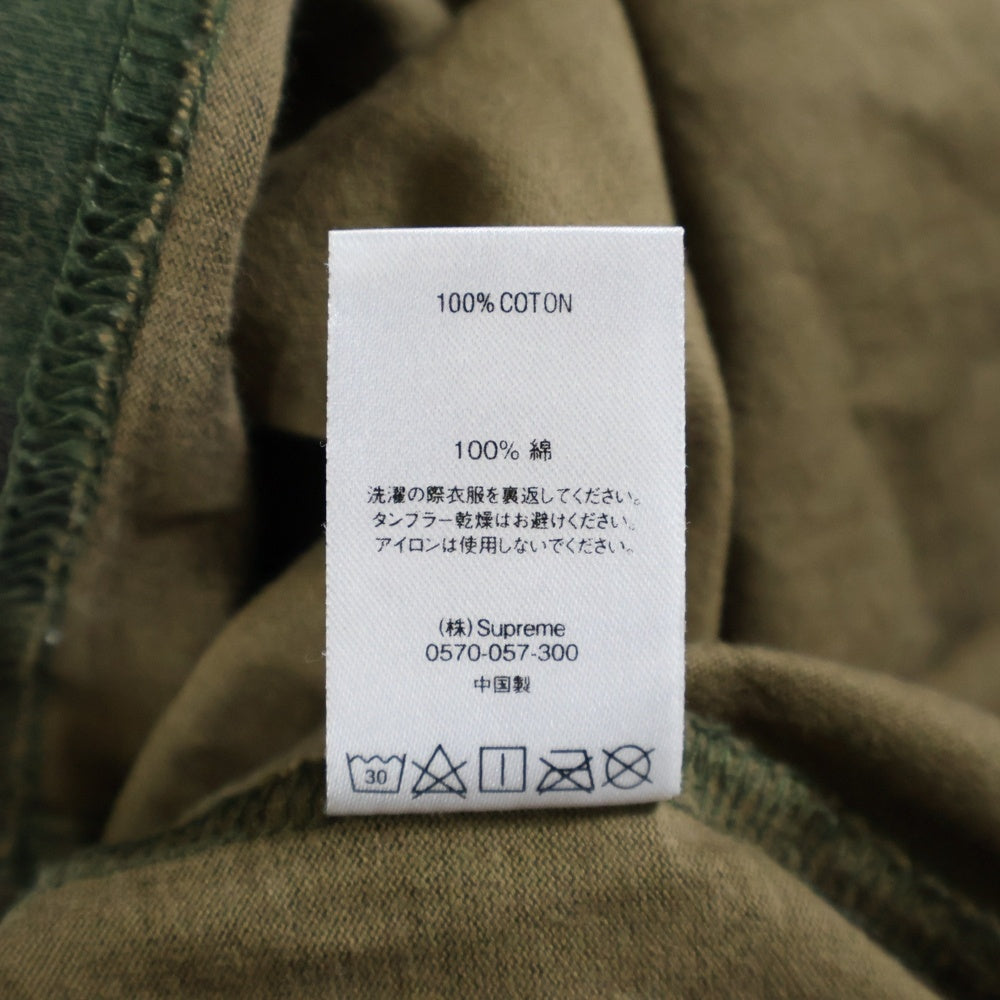 100% COTON
100% 綿
洗濯の際衣服を裏返してください。
タンブラー乾燥はお避けください。
アイロンは使用しないでください。
(株) Supreme
0570-057-300
中国製
30